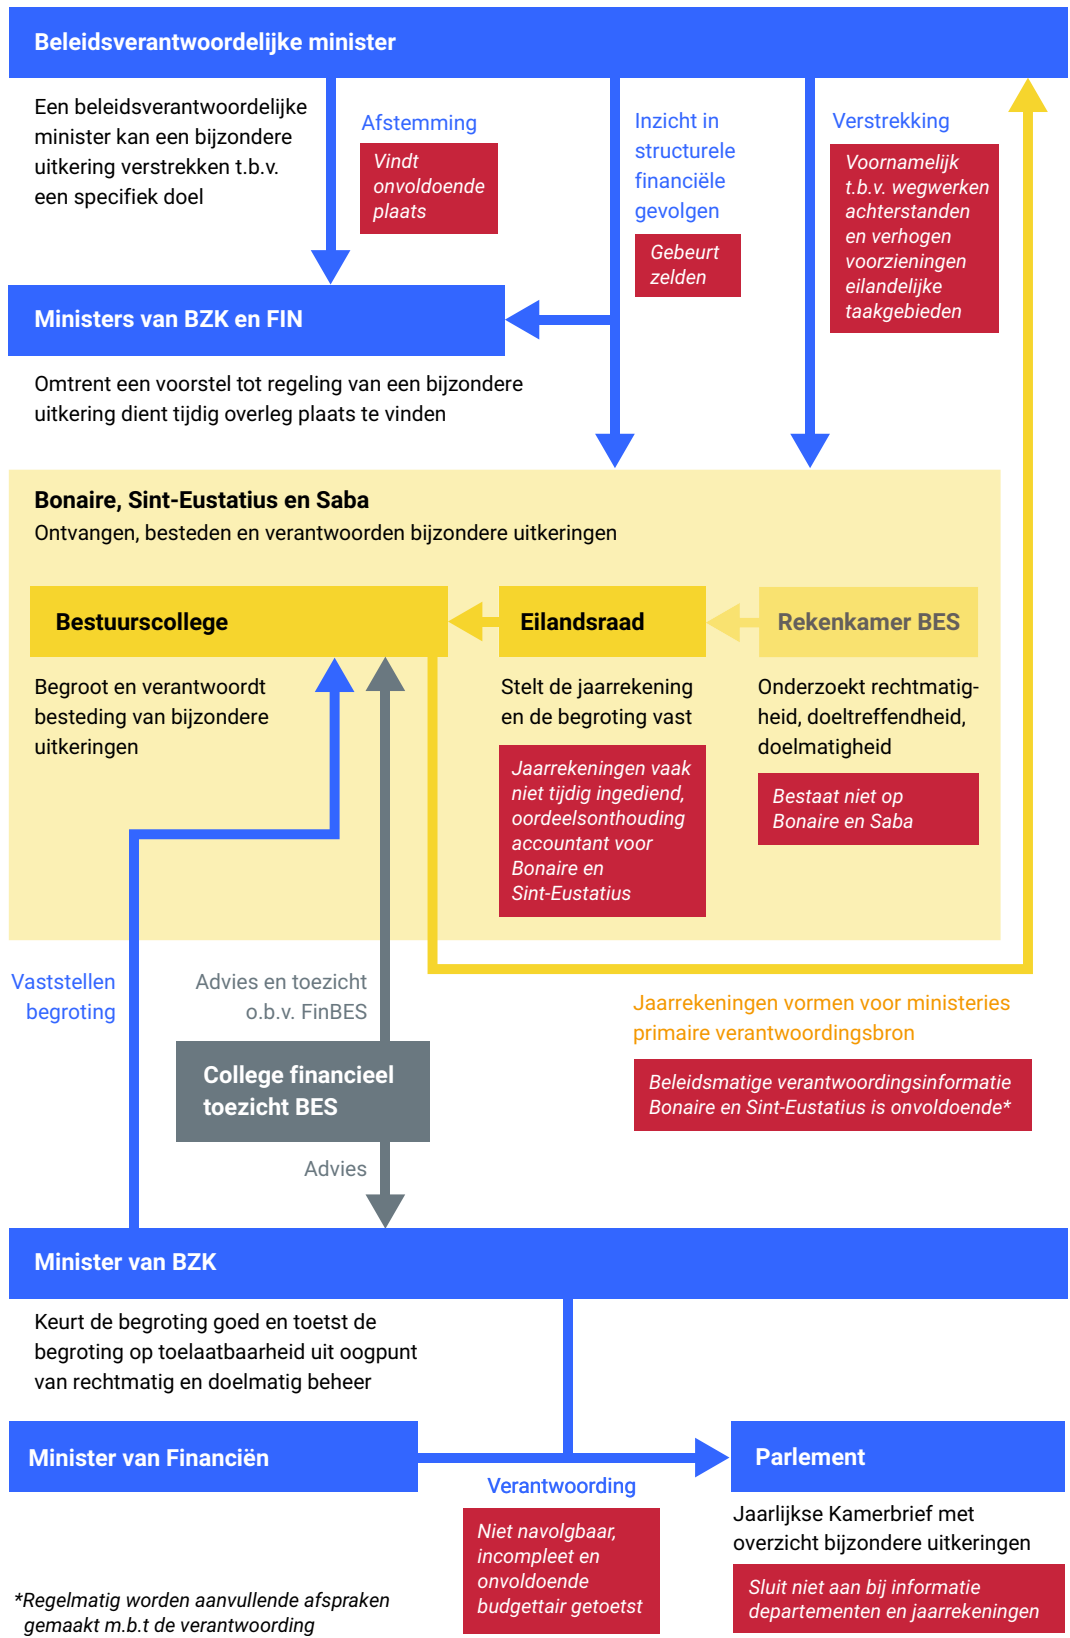 Beleidsverantwoordelijke minister
Een beleidsverantwoordelijke
minister kan een bijzondere
uitkering verstrekken t.b.v.
een specifiek doel
Afstemming
Vindt
onvoldoende
plaats
Inzicht in
structurele
financiële
gevolgen
Gebeurt
zelden
Verstrekking
Voornamelijk
t.b.v. wegwerken
achterstanden
en verhogen
voorzieningen
eilandelijke
taakgebieden
Ministers van BZK en FIN
Omtrent een voorstel tot regeling van een bijzondere
uitkering dient tijdig overleg plaats te vinden
Bonaire, Sint-Eustatius en Saba
Ontvangen, besteden en verantwoorden bijzondere uitkeringen
Bestuurscollege
Begroot en verantwoordt
besteding van bijzondere
uitkeringen
Eilandsraad
Stelt de jaarrekening
en de begroting vast
Jaarrekeningen vaak
niet tijdig ingediend,
oordeelsonthouding
accountant voor
Bonaire en
Sint-Eustatius
Rekenkamer BES
Onderzoekt rechtmatig-
heid, doeltreffendheid,
doelmatigheid
Bestaat niet op
Bonaire en Saba
Vaststellen
begroting
Advies en toezicht
o.b.v. FinBES
Jaarrekeningen vormen voor ministeries
primaire verantwoordingsbron
Beleidsmatige verantwoordingsinformatie
Bonaire en Sint-Eustatius is onvoldoende*
College financieel
toezicht BES
Advies
Minister van BZK
Keurt de begroting goed en toetst de
begroting op toelaatbaarheid uit oogpunt
van rechtmatig en doelmatig beheer
Minister van Financiën
Verantwoording
Niet navolgbaar,
incompleet en
onvoldoende
budgettair getoetst
Parlement
Jaarlijkse Kamerbrief met
overzicht bijzondere uitkeringen
Sluit niet aan bij informatie
departementen en jaarrekeningen
*Regelmatig worden aanvullende afspraken
gemaakt m.b.t de verantwoording